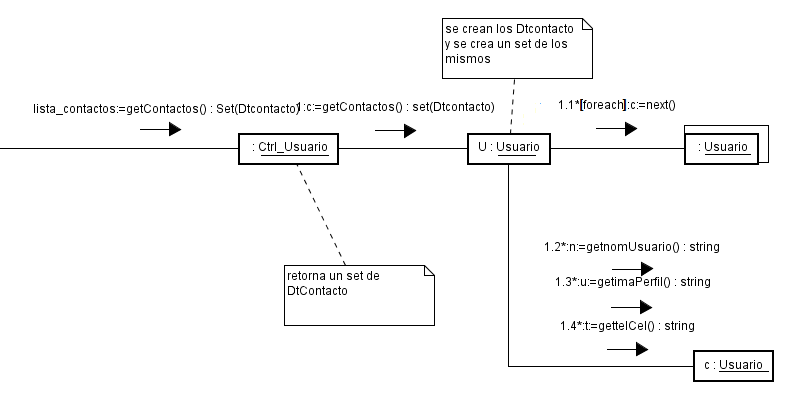 se crean los Dtcontacto
y se crea un set de los
mismos
lista_contactos:=getContactos() : Set(Dtcontacto)
1:c:=getContactos() : set(Dtcontacto)
1.1*[foreach]:c:=next()
: Ctrl_Usuario
U : Usuario
: Usuario
1.2*:n:=getnomUsuario() : string
retorna un set de
DtContacto
1.3*:u:=getimaPerfil() : string
1.4*:t:=gettelCel() : string
c : Usuario